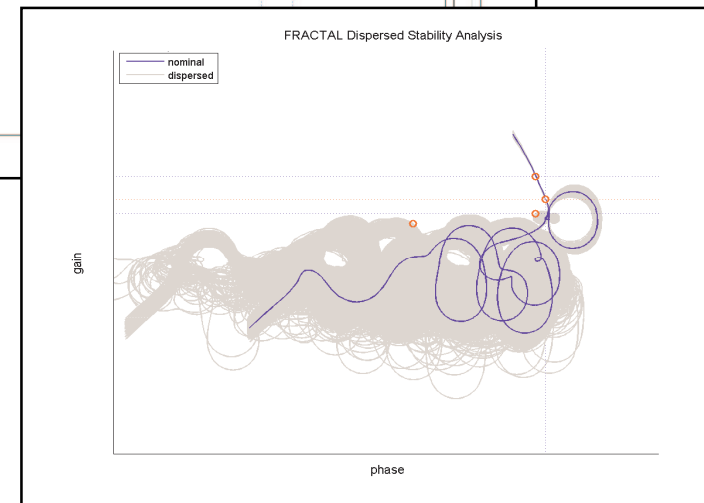 FRACTAL Dispersed Stability Analysis
nominal
dispersed
gain
phase